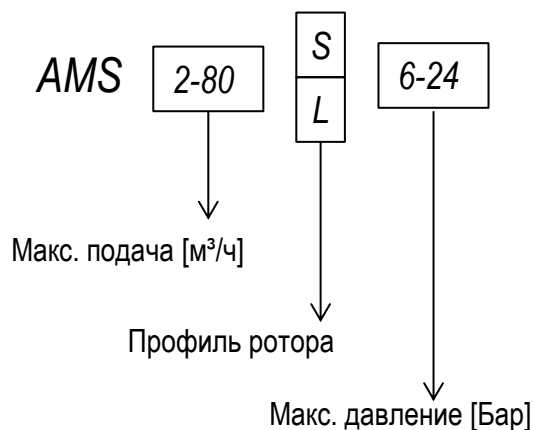 AMS 2-80 S 6-24
L
Макс. подача [м³/ч]
Профиль ротора
Макс. давление [Бар]